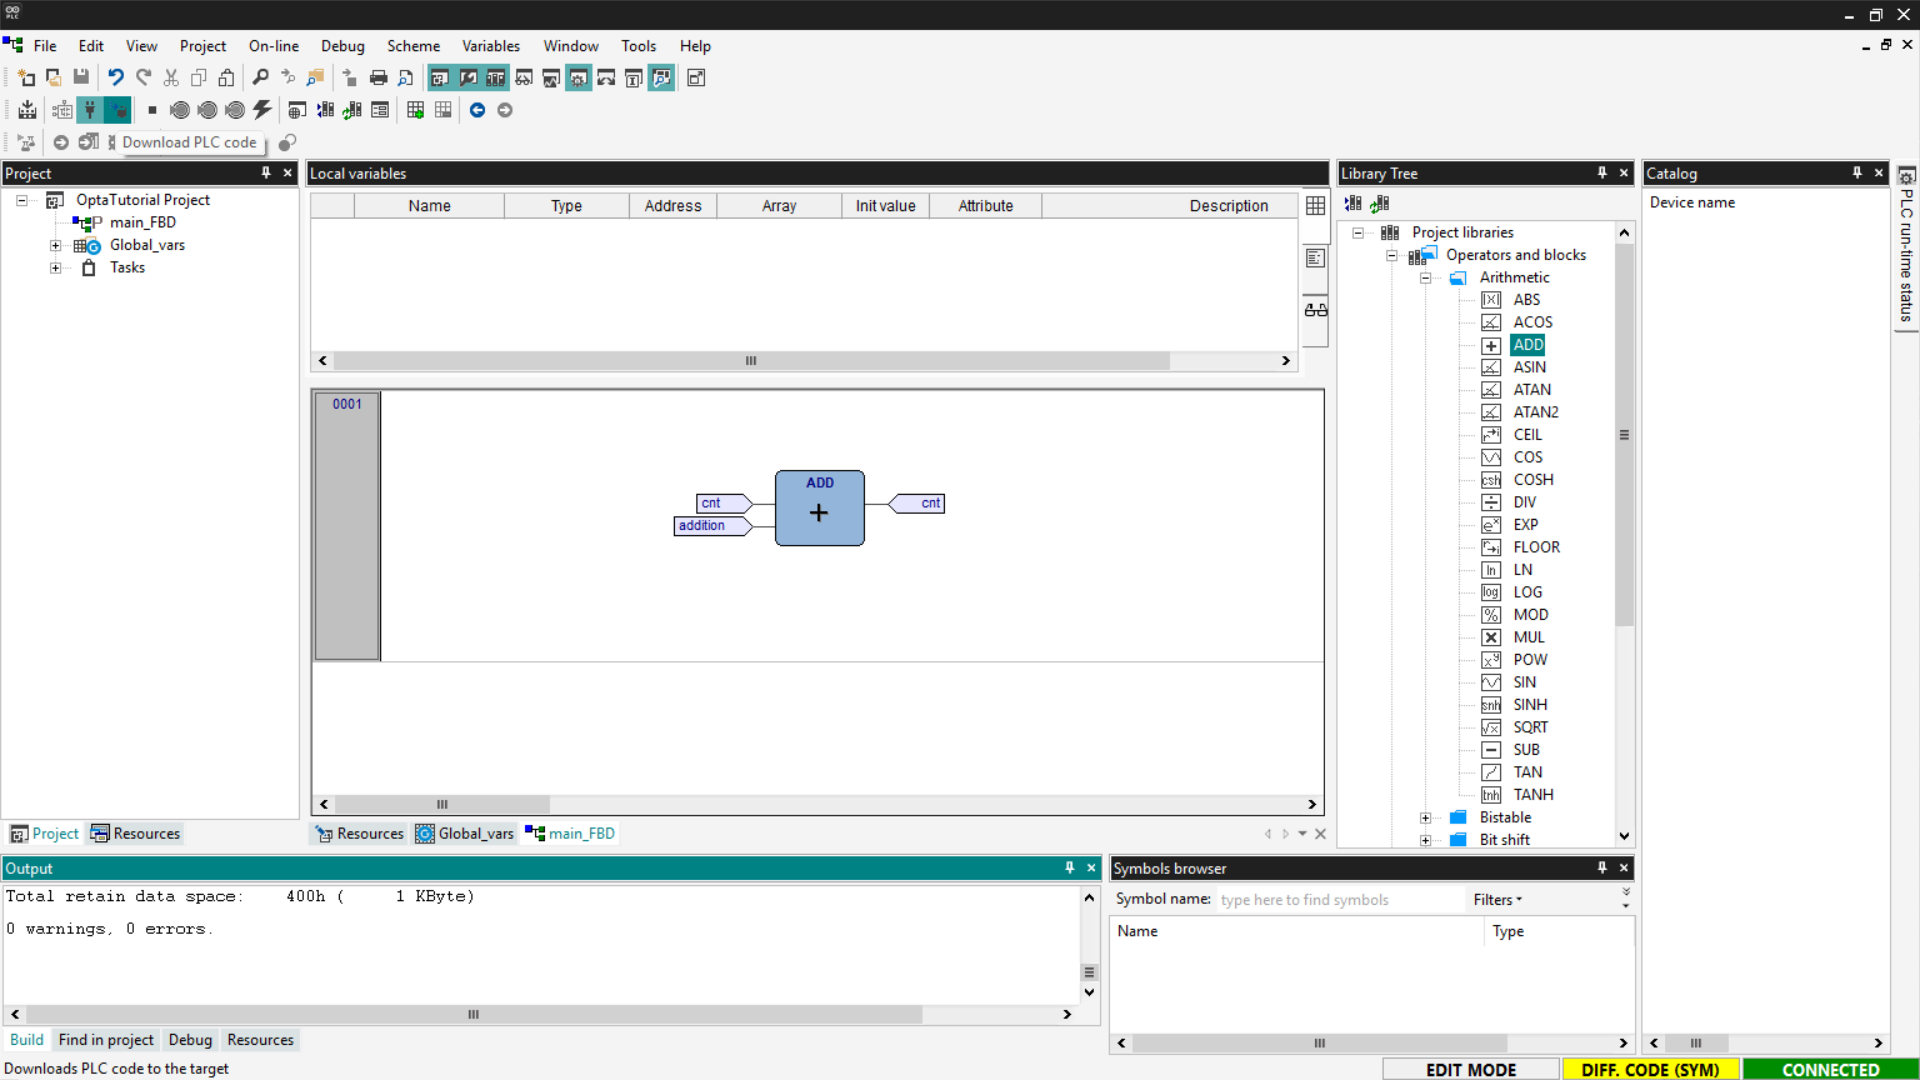 PLC
File Edit View Project On-line Debug Scheme Variables Window Tools Help
Download PLC code
Project
OptaTutorial Project
main_FBD
Global_vars
Tasks
Project Resources
Local variables
Name Type Address Array Init value Attribute Description
0001
ADD
cnt
addition
cnt
Resources Global_vars main_FBD
Library Tree
Project libraries
Operators and blocks
Arithmetic
ABS
ACOS
ADD
ASIN
ATAN
ATAN2
CEIL
COS
csh COSH
DIV
EXP
FLOOR
ln LN
log LOG
% MOD
MUL
POW
SIN
snh SINH
SQRT
SUB
TAN
tnh TANH
Bistable
Bit shift
Catalog
Device name
PLC run-time status
Output
Total retain data space: 400h ( 1 KByte)
0 warnings, 0 errors.
Build Find in project Debug Resources
Symbols browser
Symbol name: type here to find symbols Filters
Name Type
Downloads PLC code to the target
EDIT MODE DIFF. CODE (SYM) CONNECTED